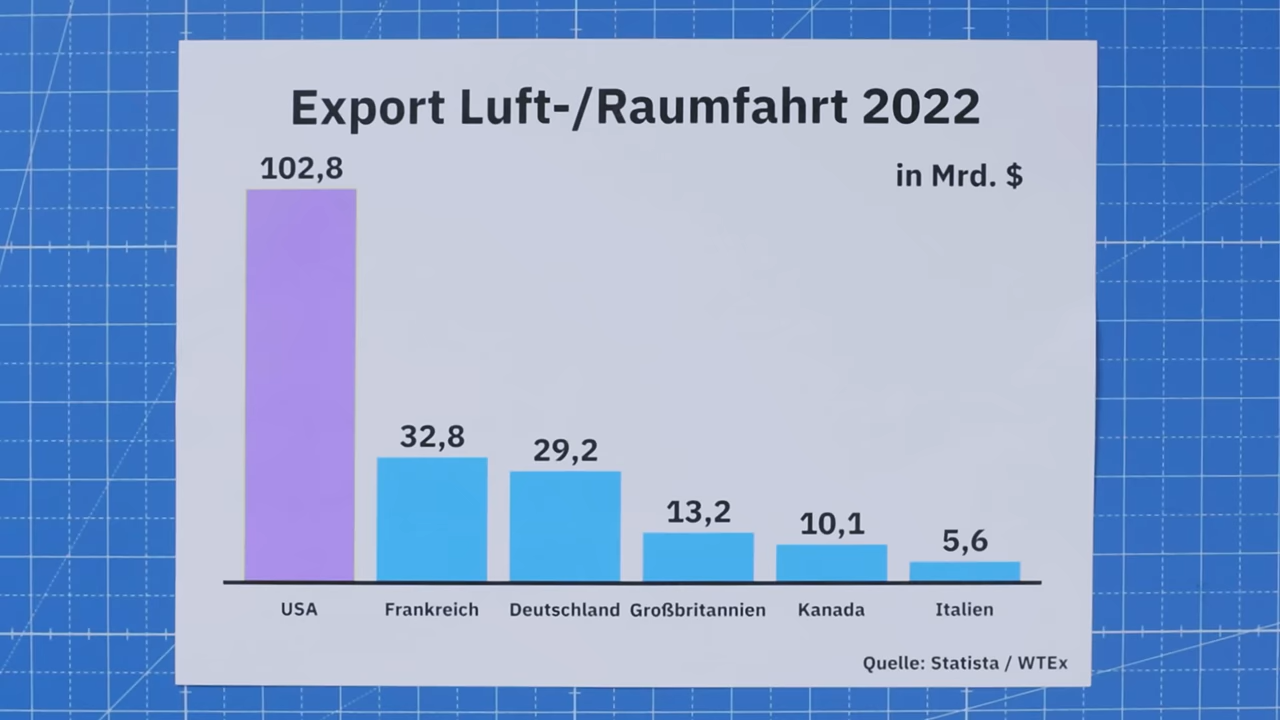 Export Luft-/Raumfahrt 2022
in Mrd. $
102,8
32,8
29,2
13,2
10,1
5,6
USA Frankreich Deutschland Großbritannien Kanada Italien
Quelle: Statista / WTEx